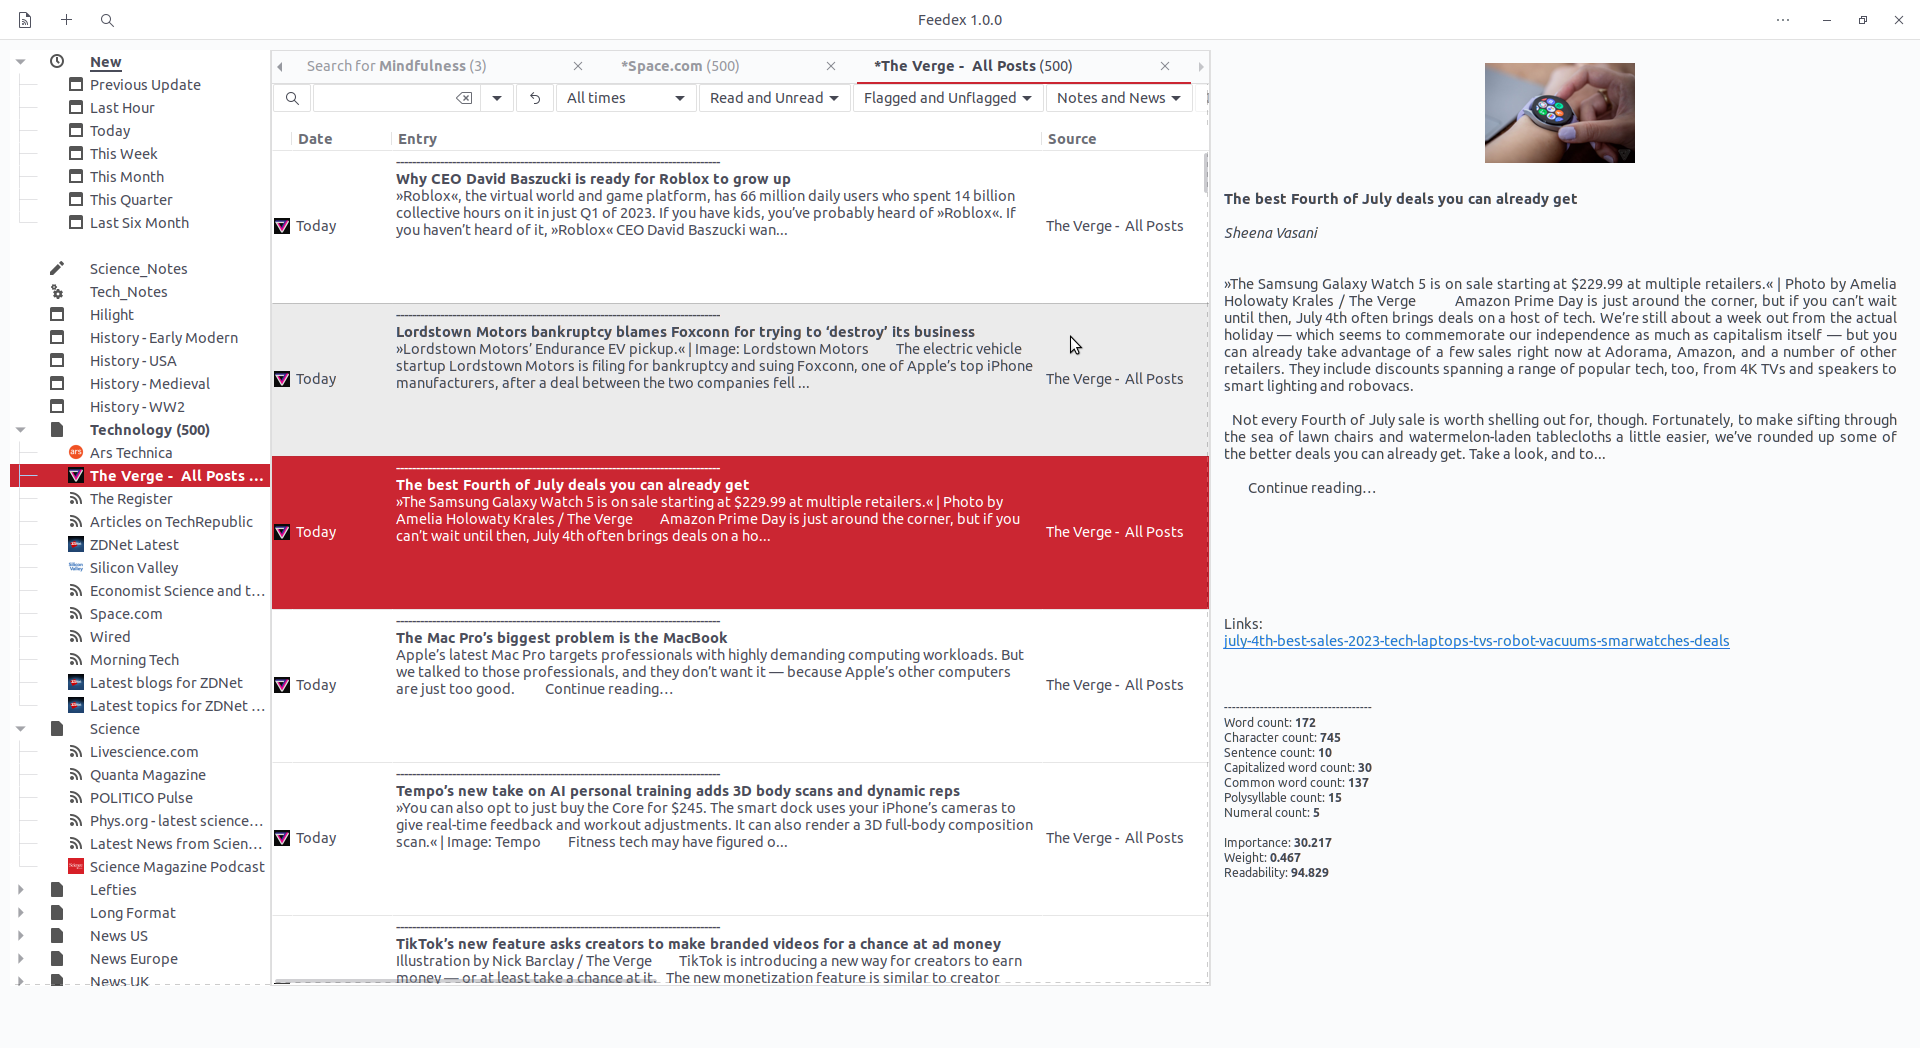 Feedex 1.0.0
New
Previous Update
Last Hour
Today
This Week
This Month
This Quarter
Last Six Month
Science_Notes
Tech_Notes
Hilight
History - Early Modern
History - USA
History - Medieval
History - WW2
Technology (500)
Ars Technica
The Verge - All Posts ...
The Register
Articles on TechRepublic
ZDNet Latest
Silicon Valley
Economist Science and t...
Space.com
Wired
Morning Tech
Latest blogs for ZDNet
Latest topics for ZDNet ...
Science
Livescience.com
Quanta Magazine
POLITICO Pulse
Phys.org - latest science...
Latest News from Scien...
Science Magazine Podcast
Lefties
Long Format
News US
News Europe
News UK
Search for Mindfulness (3)
*Space.com (500)
*The Verge - All Posts (500)
All times
Read and Unread
Flagged and Unflagged
Notes and News
Date
Entry
Source
---------------------------------------------------------------------------------
Why CEO David Baszucki is ready for Roblox to grow up
»Roblox«, the virtual world and game platform, has 66 million daily users who spent 14 billion
collective hours on it in just Q1 of 2023. If you have kids, you’ve probably heard of »Roblox«. If
you haven’t heard of it, »Roblox« CEO David Baszucki wan...
Today
The Verge - All Posts
---------------------------------------------------------------------------------
Lordstown Motors bankruptcy blames Foxconn for trying to ‘destroy’ its business
»Lordstown Motors’ Endurance EV pickup.« | Image: Lordstown Motors The electric vehicle
startup Lordstown Motors is filing for bankruptcy and suing Foxconn, one of Apple’s top iPhone
manufacturers, after a deal between the two companies fell ...
Today
The Verge - All Posts
---------------------------------------------------------------------------------
The best Fourth of July deals you can already get
»The Samsung Galaxy Watch 5 is on sale starting at $229.99 at multiple retailers.« | Photo by
Amelia Holowaty Krales / The Verge Amazon Prime Day is just around the corner, but if you
can’t wait until then, July 4th often brings deals on a ho...
Today
The Verge - All Posts
---------------------------------------------------------------------------------
The Mac Pro’s biggest problem is the MacBook
Apple’s latest Mac Pro targets professionals with highly demanding computing workloads. But
we talked to those professionals, and they don’t want it — because Apple’s other computers
are just too good. Continue reading…
Today
The Verge - All Posts
---------------------------------------------------------------------------------
Tempo’s new take on AI personal training adds 3D body scans and dynamic reps
»You can also opt to just buy the Core for $245. The smart dock uses your iPhone’s cameras to
give real-time feedback and workout adjustments. It can also render a 3D full-body composition
scan.« | Image: Tempo Fitness tech may have figured o...
Today
The Verge - All Posts
---------------------------------------------------------------------------------
TikTok’s new feature asks creators to make branded videos for a chance at ad money
Illustration by Nick Barclay / The Verge TikTok is introducing a new way for creators to earn
money — or at least take a chance at it. The new monetization feature is similar to creator
The best Fourth of July deals you can already get
Sheena Vasani
»The Samsung Galaxy Watch 5 is on sale starting at $229.99 at multiple retailers.« | Photo by Amelia
Holowaty Krales / The Verge Amazon Prime Day is just around the corner, but if you can’t wait
until then, July 4th often brings deals on a host of tech. We’re still about a week out from the actual
holiday — which seems to commemorate our independence as much as capitalism itself — but you
can already take advantage of a few sales right now at Adorama, Amazon, and a number of other
retailers. They include discounts spanning a range of popular tech, too, from 4K TVs and speakers to
smart lighting and robovacs.
Not every Fourth of July sale is worth shelling out for, though. Fortunately, to make sifting through
the sea of lawn chairs and watermelon-laden tablecloths a little easier, we’ve rounded up some of
the better deals you can already get. Take a look, and to...
Continue reading…
Links:
july-4th-best-sales-2023-tech-laptops-tvs-robot-vacuums-smarwatches-deals
-------------------------------------
Word count: 172
Character count: 745
Sentence count: 10
Capitalized word count: 30
Common word count: 137
Polysyllable count: 15
Numeral count: 5
Importance: 30.217
Weight: 0.467
Readability: 94.829